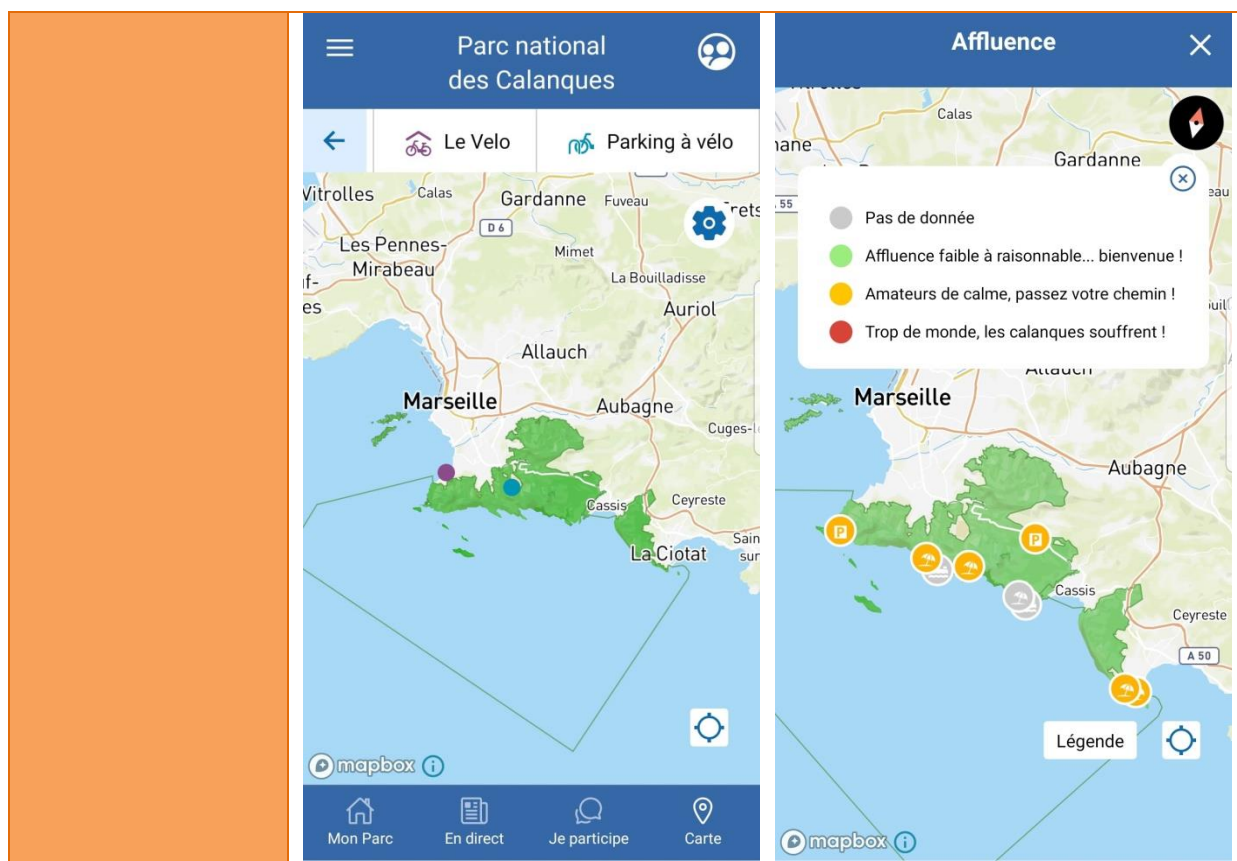 Parc national
des Calanques
Le Velo
Parking à vélo
Vitrolles
Calas
Gardanne
Fuveau
D 6
Les Pennes-
Mirabeau
Mimet
La Bouilladisse
Auriol
Allauch
Marseille
Aubagne
Cassis
Ceyreste
La Ciotat
mapbox
Mon Parc
En direct
Je participe
Carte
Affluence
Calas
Gardanne
Pas de donnée
Affluence faible à raisonnable... bienvenue !
Amateurs de calme, passez votre chemin !
Trop de monde, les calanques souffrent !
Marseille
Aubagne
P
P
Cassis
Ceyreste
A 50
Légende
mapbox